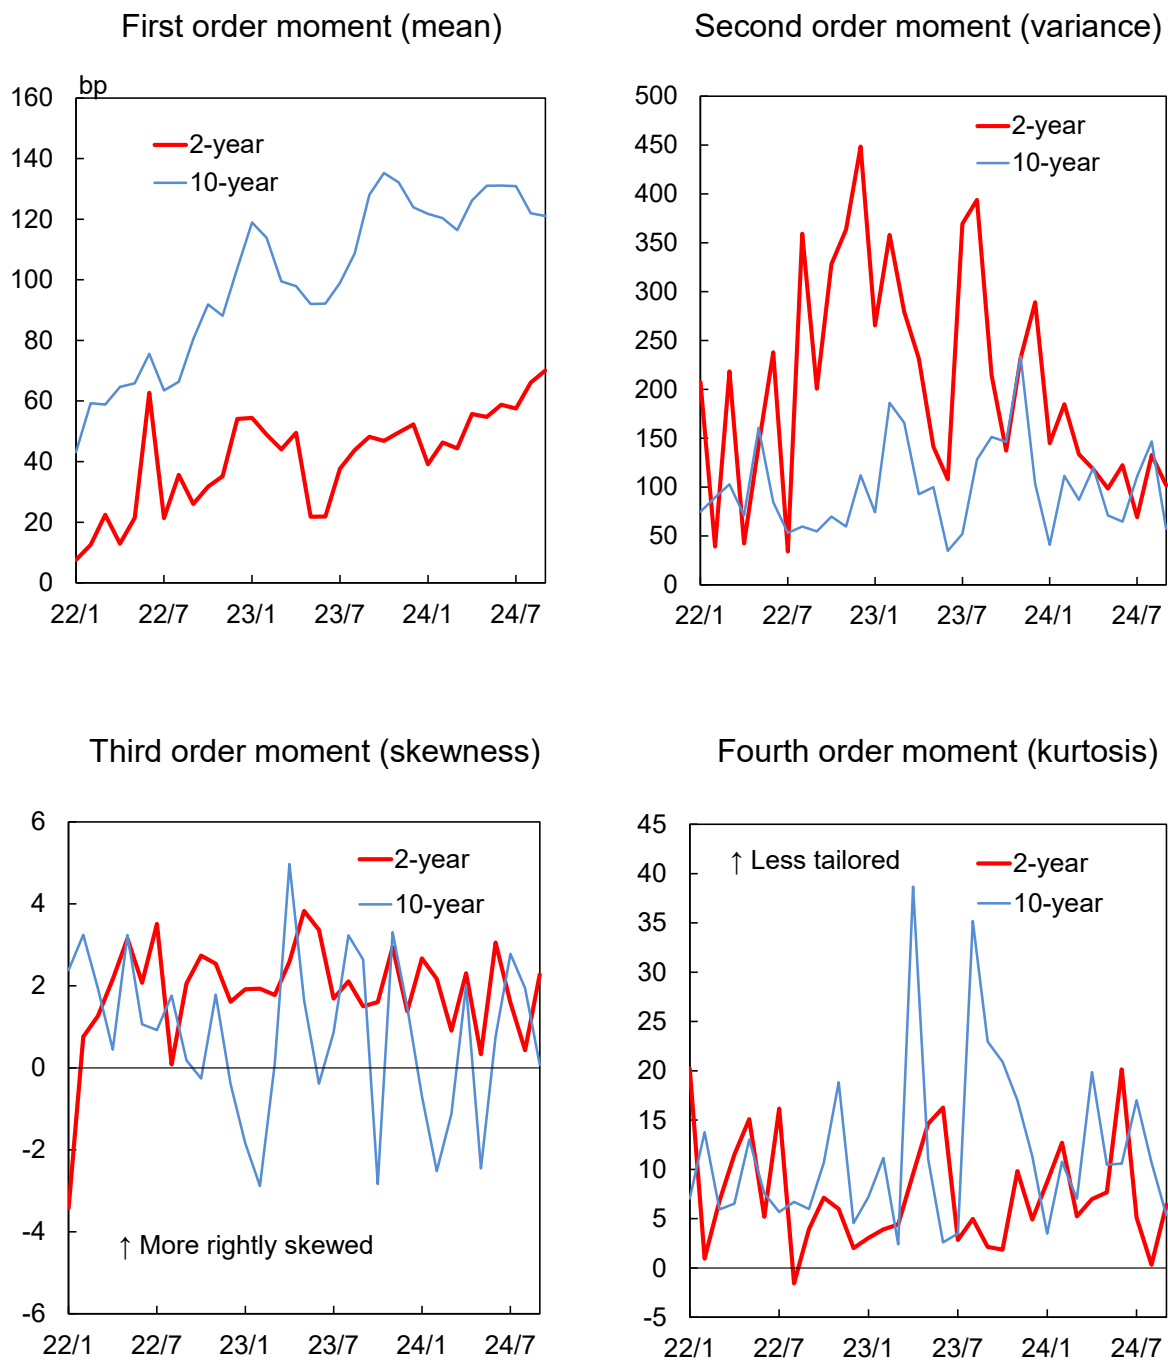 First order moment (mean)
bp
160
140
120
100
80
60
40
20
0
2-year
10-year
22/1 22/7 23/1 23/7 24/1 24/7
Second order moment (variance)
500
450
400
350
300
250
200
150
100
50
0
2-year
10-year
22/1 22/7 23/1 23/7 24/1 24/7
Third order moment (skewness)
6
4
2
0
-2
-4
-6
2-year
10-year
↑ More rightly skewed
22/1 22/7 23/1 23/7 24/1 24/7
Fourth order moment (kurtosis)
45
40
35
30
25
20
15
10
5
0
-5
↑ Less tailored
2-year
10-year
22/1 22/7 23/1 23/7 24/1 24/7